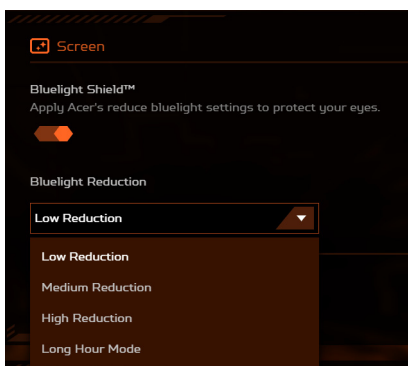 Screen
Bluelight Shield™
Apply Acer's reduce bluelight settings to protect your eyes.
Bluelight Reduction
Low Reduction
Low Reduction
Medium Reduction
High Reduction
Long Hour Mode